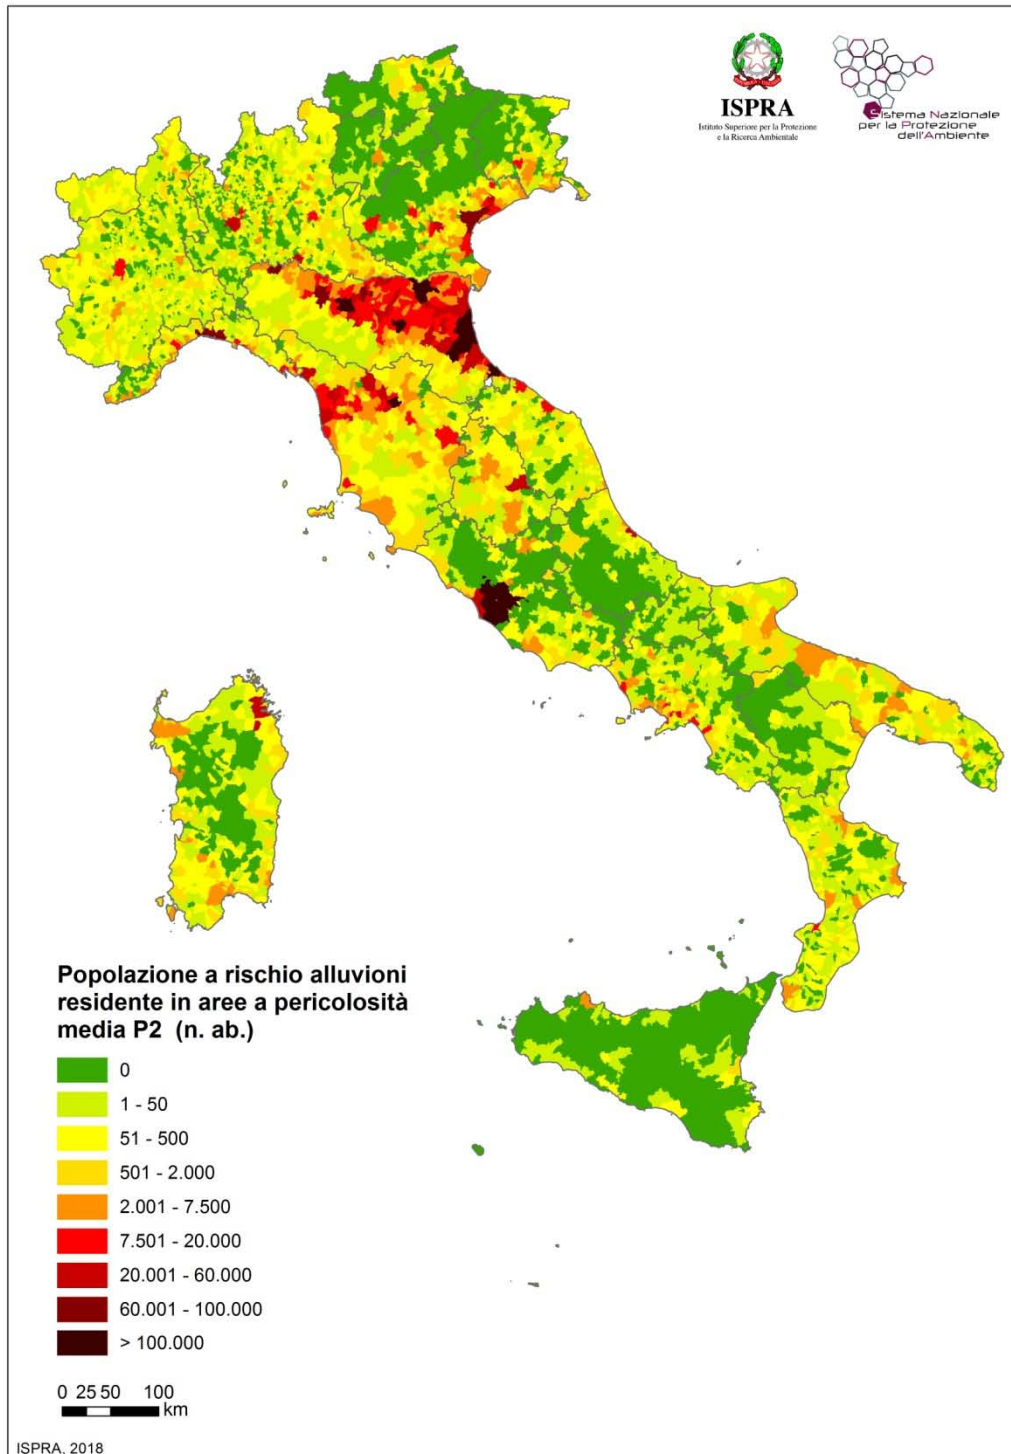 ISPRA
Istituto Superiore per la Protezione
e la Ricerca Ambientale
Sistema Nazionale
per la Protezione
dell'Ambiente
Popolazione a rischio alluvioni
residente in aree a pericolosità
media P2 (n. ab.)
0
1 - 50
51 - 500
501 - 2.000
2.001 - 7.500
7.501 - 20.000
20.001 - 60.000
60.001 - 100.000
> 100.000
0 25 50 100
km
ISPRA, 2018